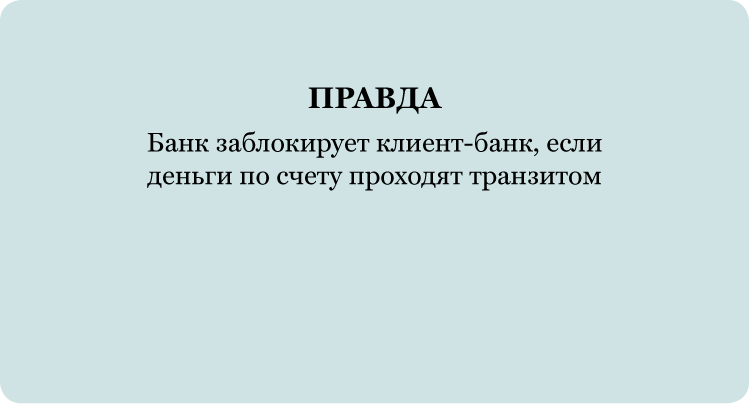 ПРАВДА
Банк заблокирует клиент-банк, если
деньги по счету проходят транзитом